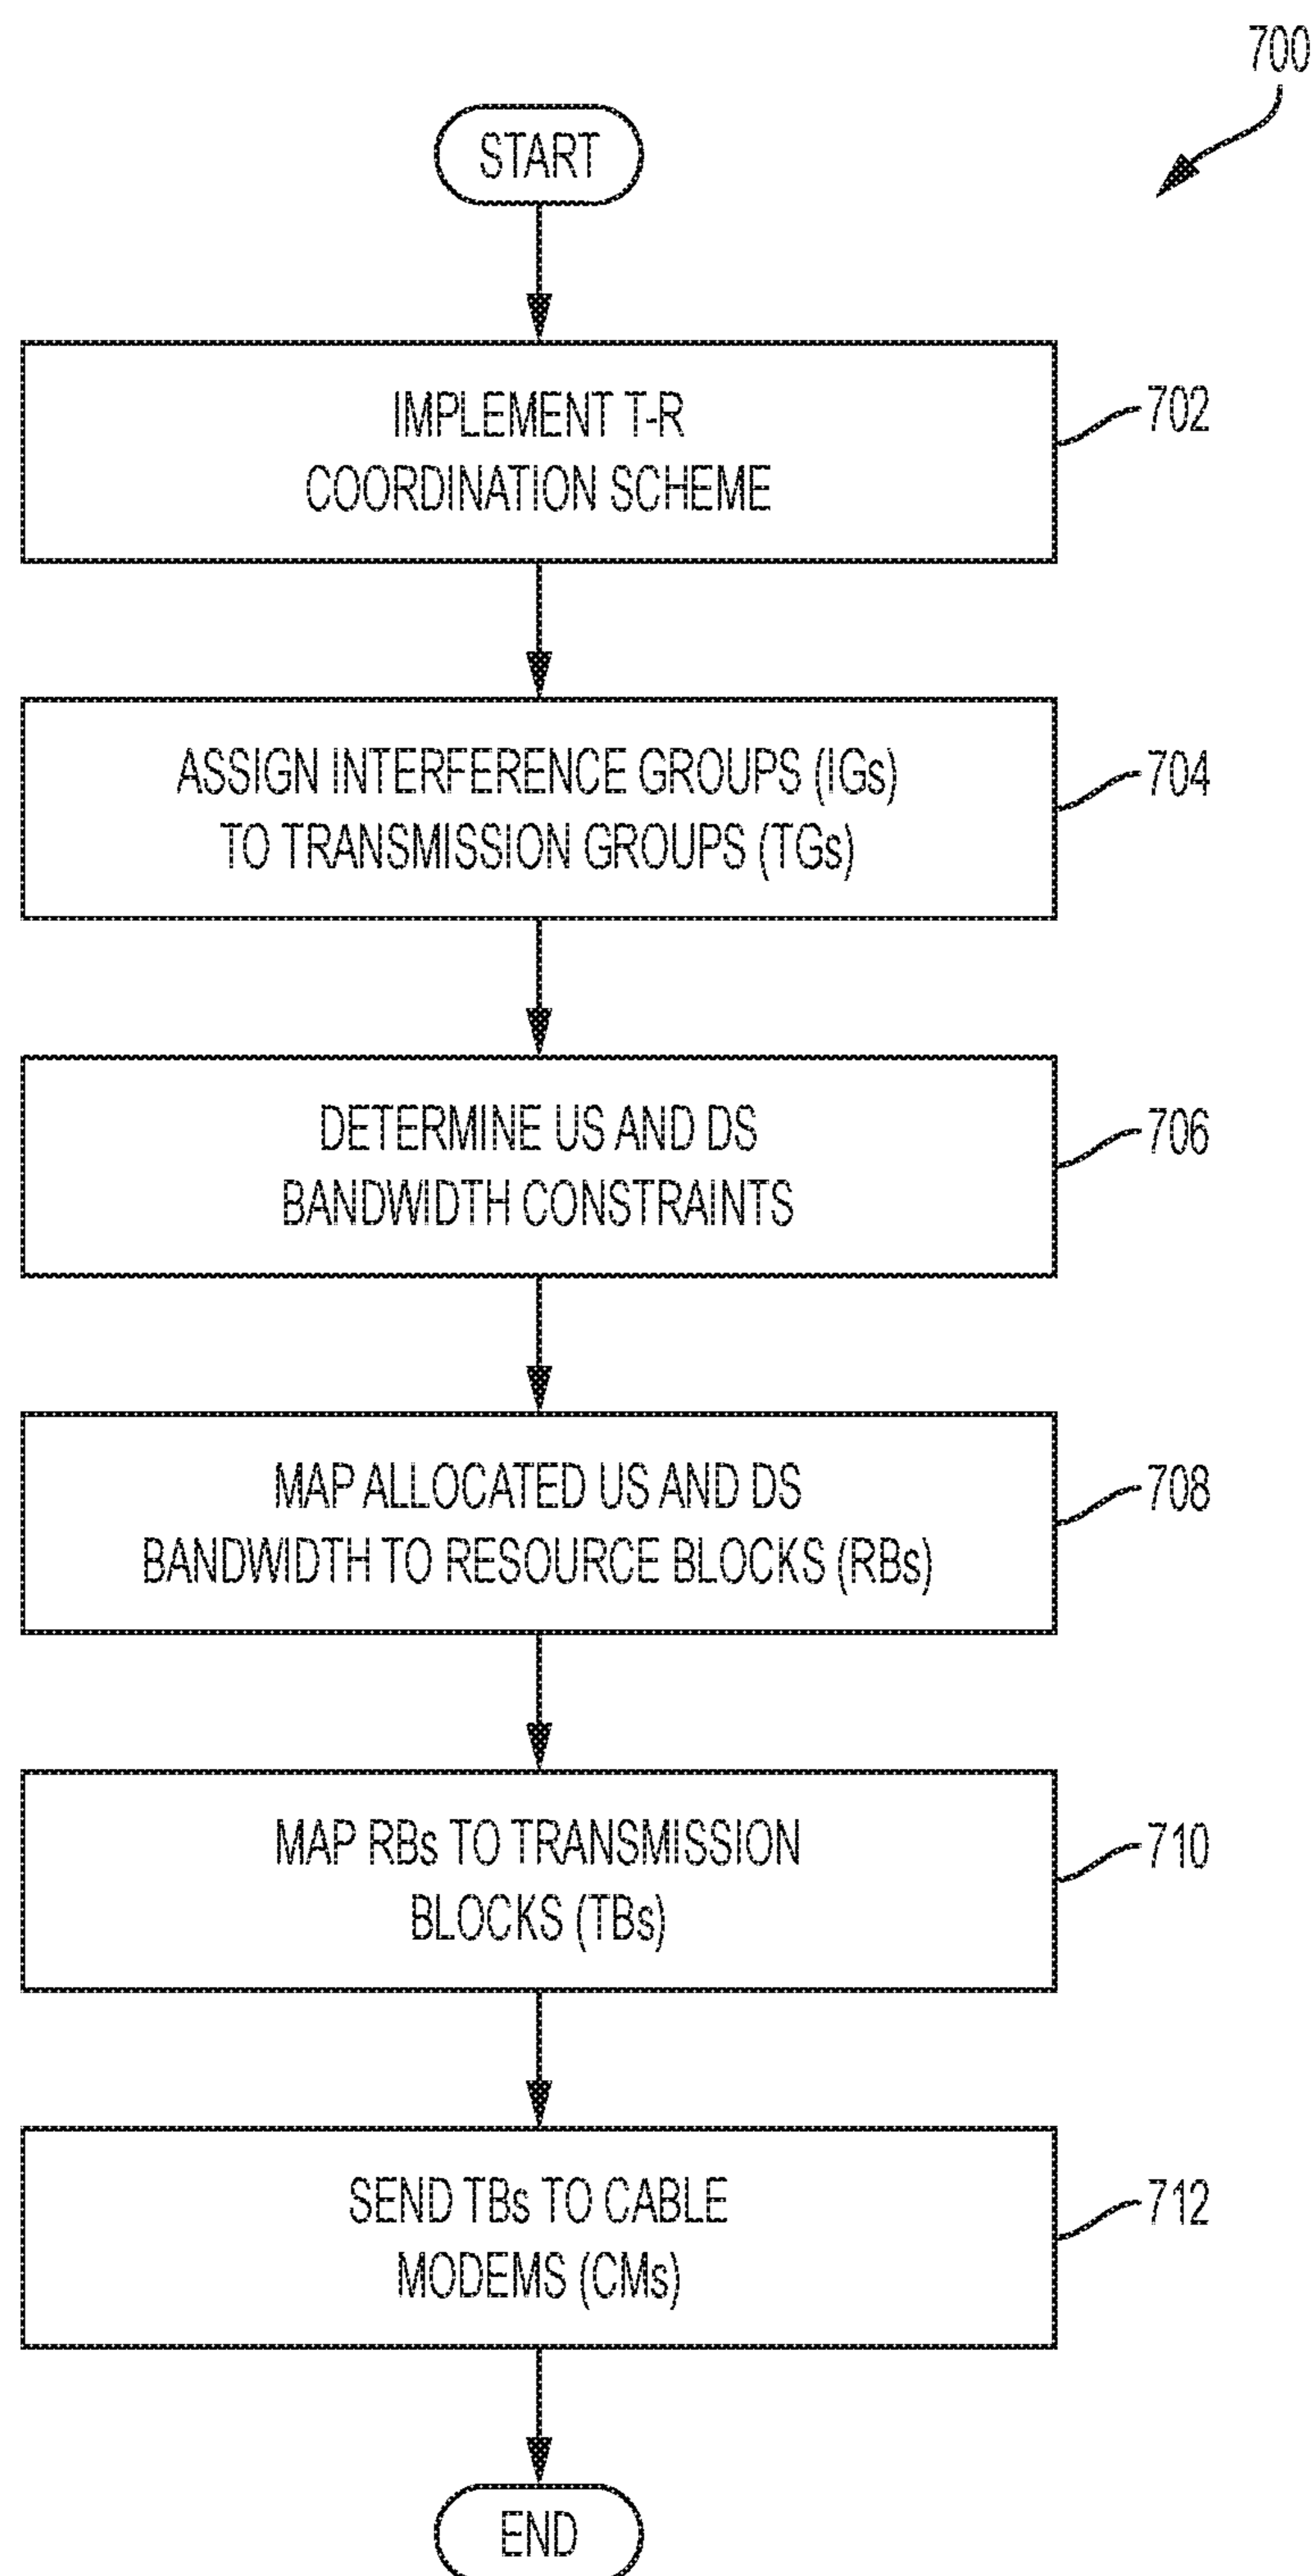 700
START
IMPLEMENT T-R
COORDINATION SCHEME
702
ASSIGN INTERFERENCE GROUPS (IGs)
TO TRANSMISSION GROUPS (TGs)
704
DETERMINE US AND DS
BANDWIDTH CONSTRAINTS
706
MAP ALLOCATED US AND DS
BANDWIDTH TO RESOURCE BLOCKS (RBs)
708
MAP RBs TO TRANSMISSION
BLOCKS (TBs)
710
SEND TBs TO CABLE
MODEMS (CMs)
712
END